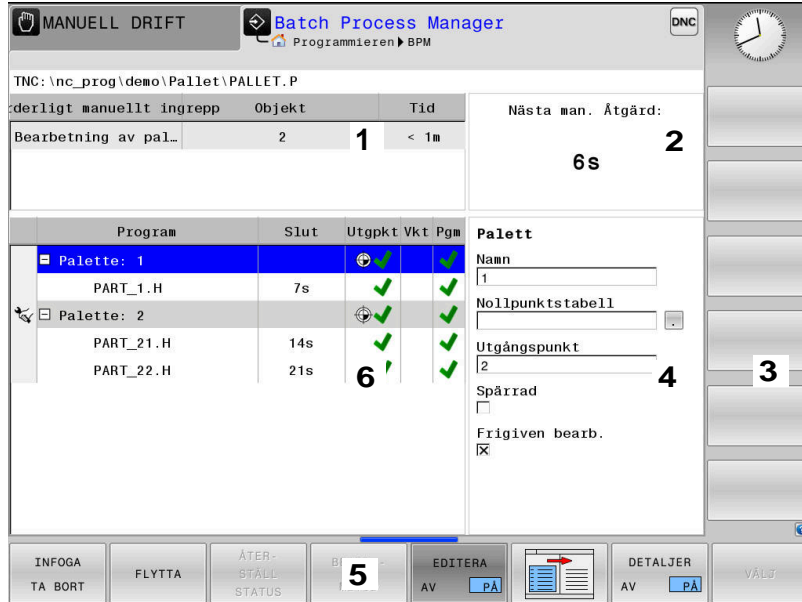 MANUELL DRIFT
Batch Process Manager
Programmieren BPM
DNC
TNC:\nc_prog\demo\Pallet\PALLET.P
derligt manuellt ingrepp Objekt Tid
Bearbetning av pal… 2 < 1m
1
Nästa man. Åtgärd:
6s
2
Program Slut Utgpkt Vkt Pgm
Palette: 1
PART_1.H 7s
Palette: 2
PART_21.H 14s
PART_22.H 21s
6
Palett
Namn
1
Nollpunktstabell
.
Utgångspunkt
2
4
Spärrad
Frigiven bearb.
3
INFOGA
TA BORT
FLYTTA
ÅTER-
STÄLL
STATUS
5
EDITERA
AV PÅ
DETALJER
AV PÅ
VÄLJ